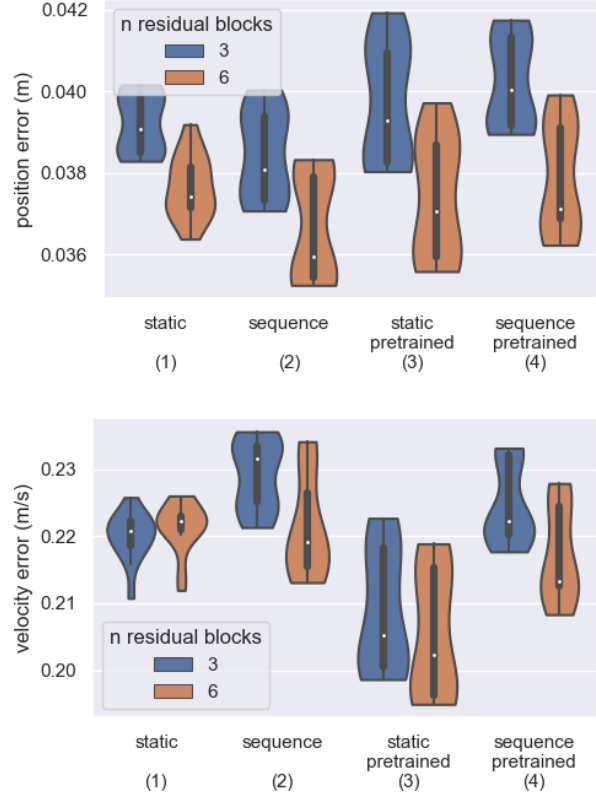 n residual blocks
3
6
0.042
0.040
0.038
0.036
position error (m)
static
sequence
static
pretrained
sequence
pretrained
(1)
(2)
(3)
(4)
0.23
0.22
0.21
0.20
velocity error (m/s)
n residual blocks
3
6
static
sequence
static
pretrained
sequence
pretrained
(1)
(2)
(3)
(4)